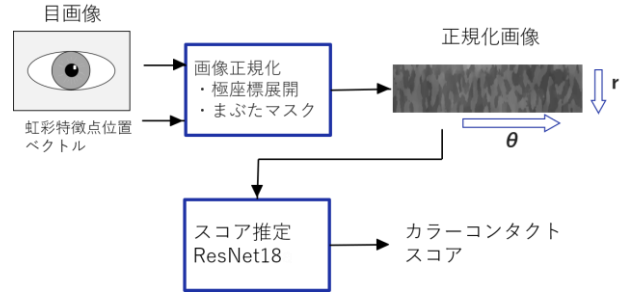 目画像
虹彩特徴点位置
ベクトル
画像正規化
・極座標展開
・まぶたマスク
正規化画像
r
θ
スコア推定
ResNet18
カラーコンタクト
スコア